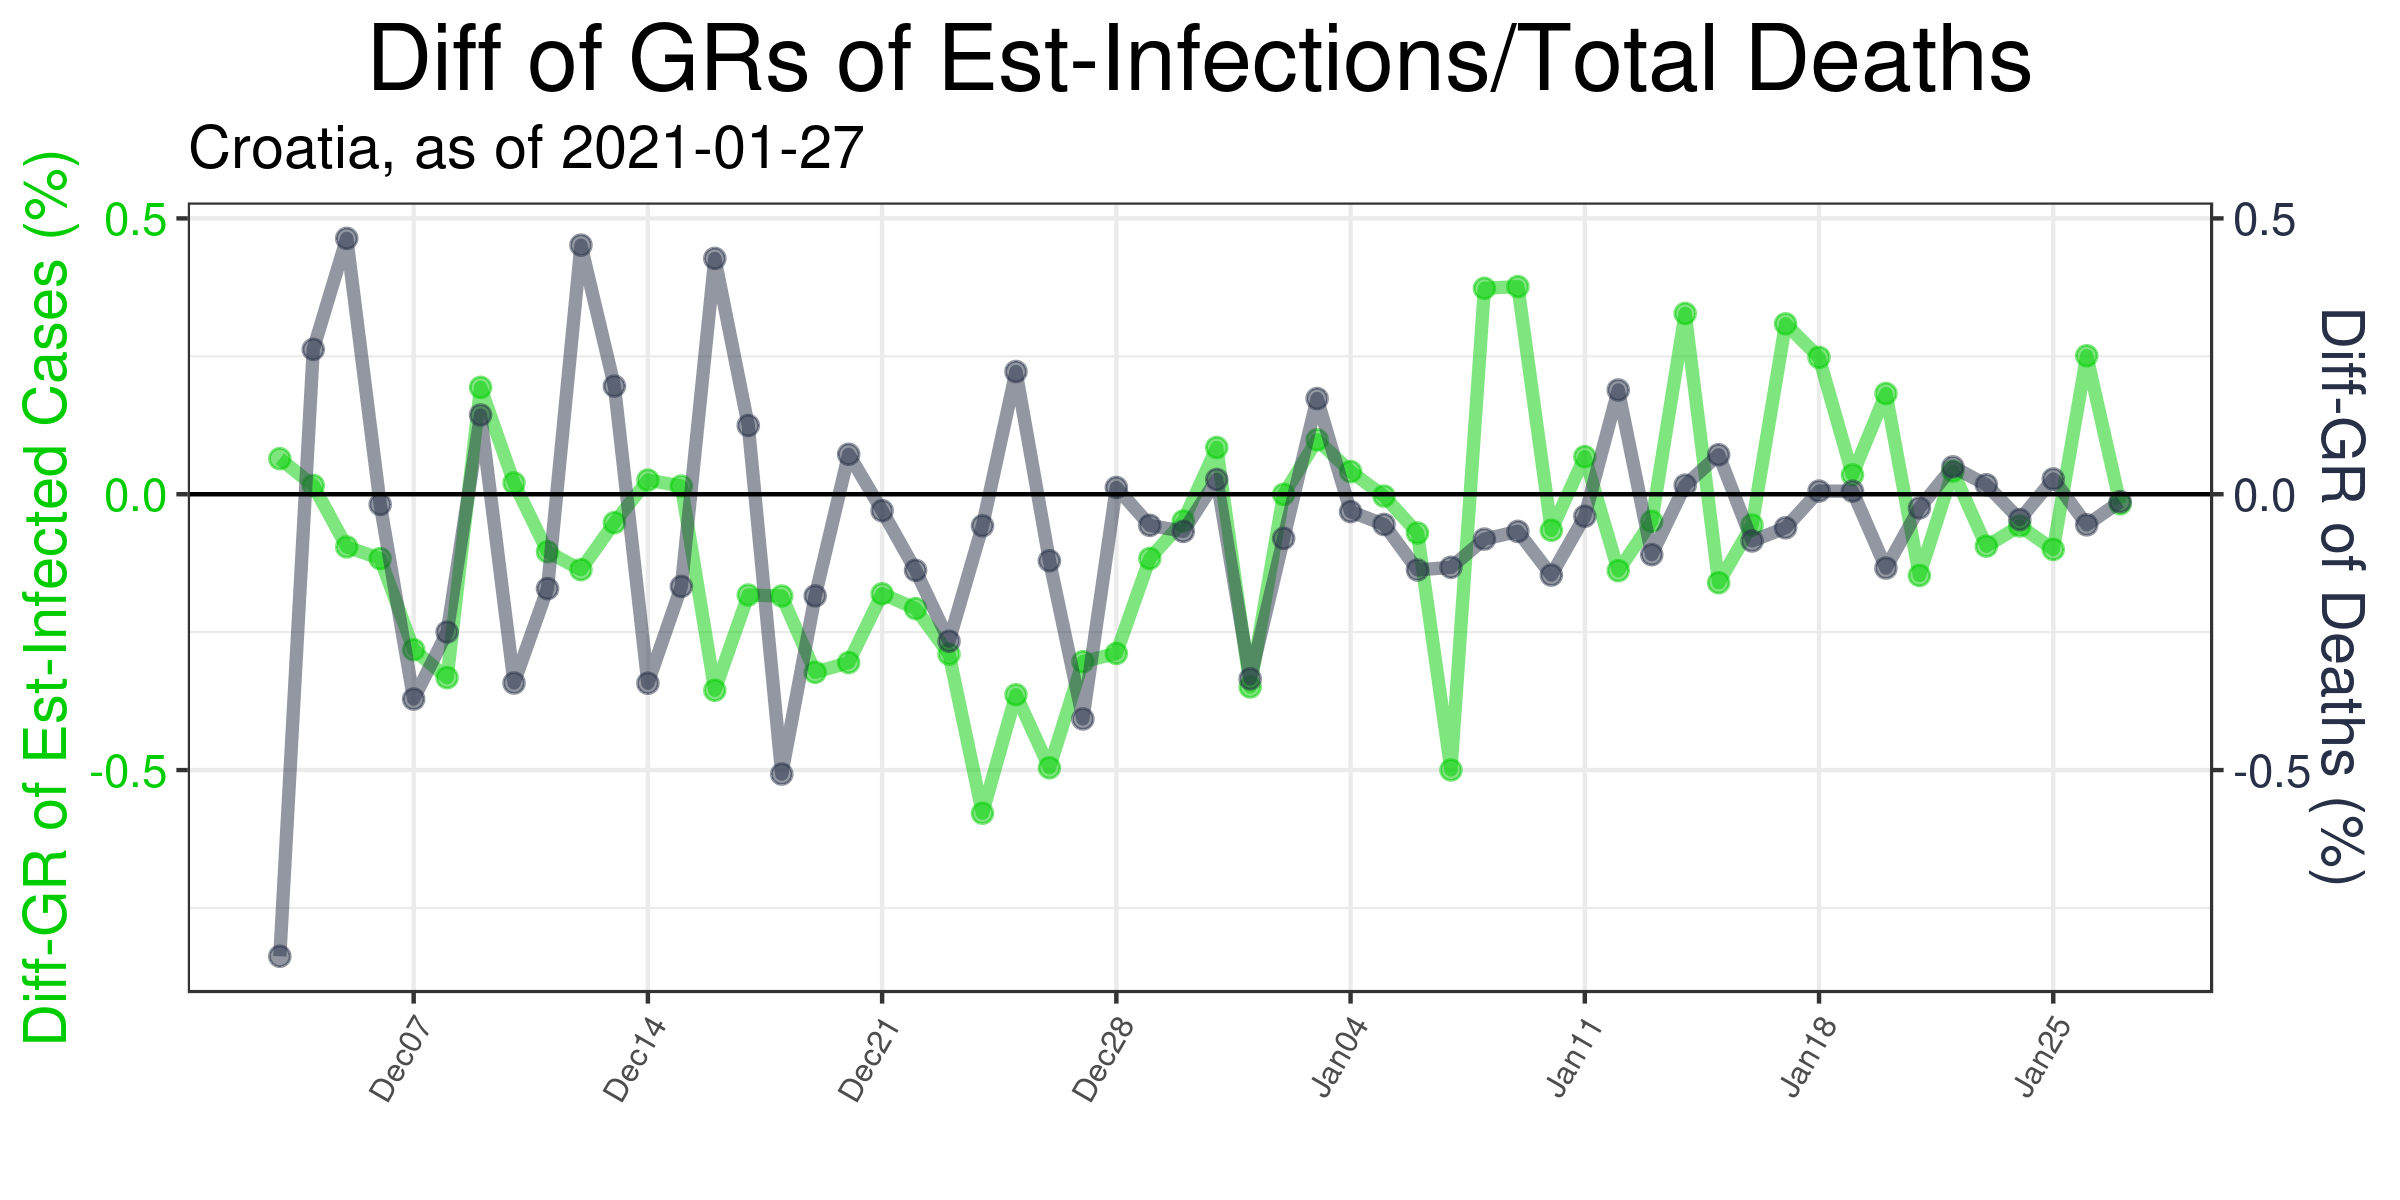 Diff of GRs of Est-Infections/Total Deaths
Croatia, as of 2021-01-27
Diff-GR of Est-Infected Cases (%)
0.5
0.0
-0.5
0.5
0.0
-0.5
Diff-GR of Deaths (%)
Dec07
Dec14
Dec21
Dec28
Jan04
Jan11
Jan18
Jan25